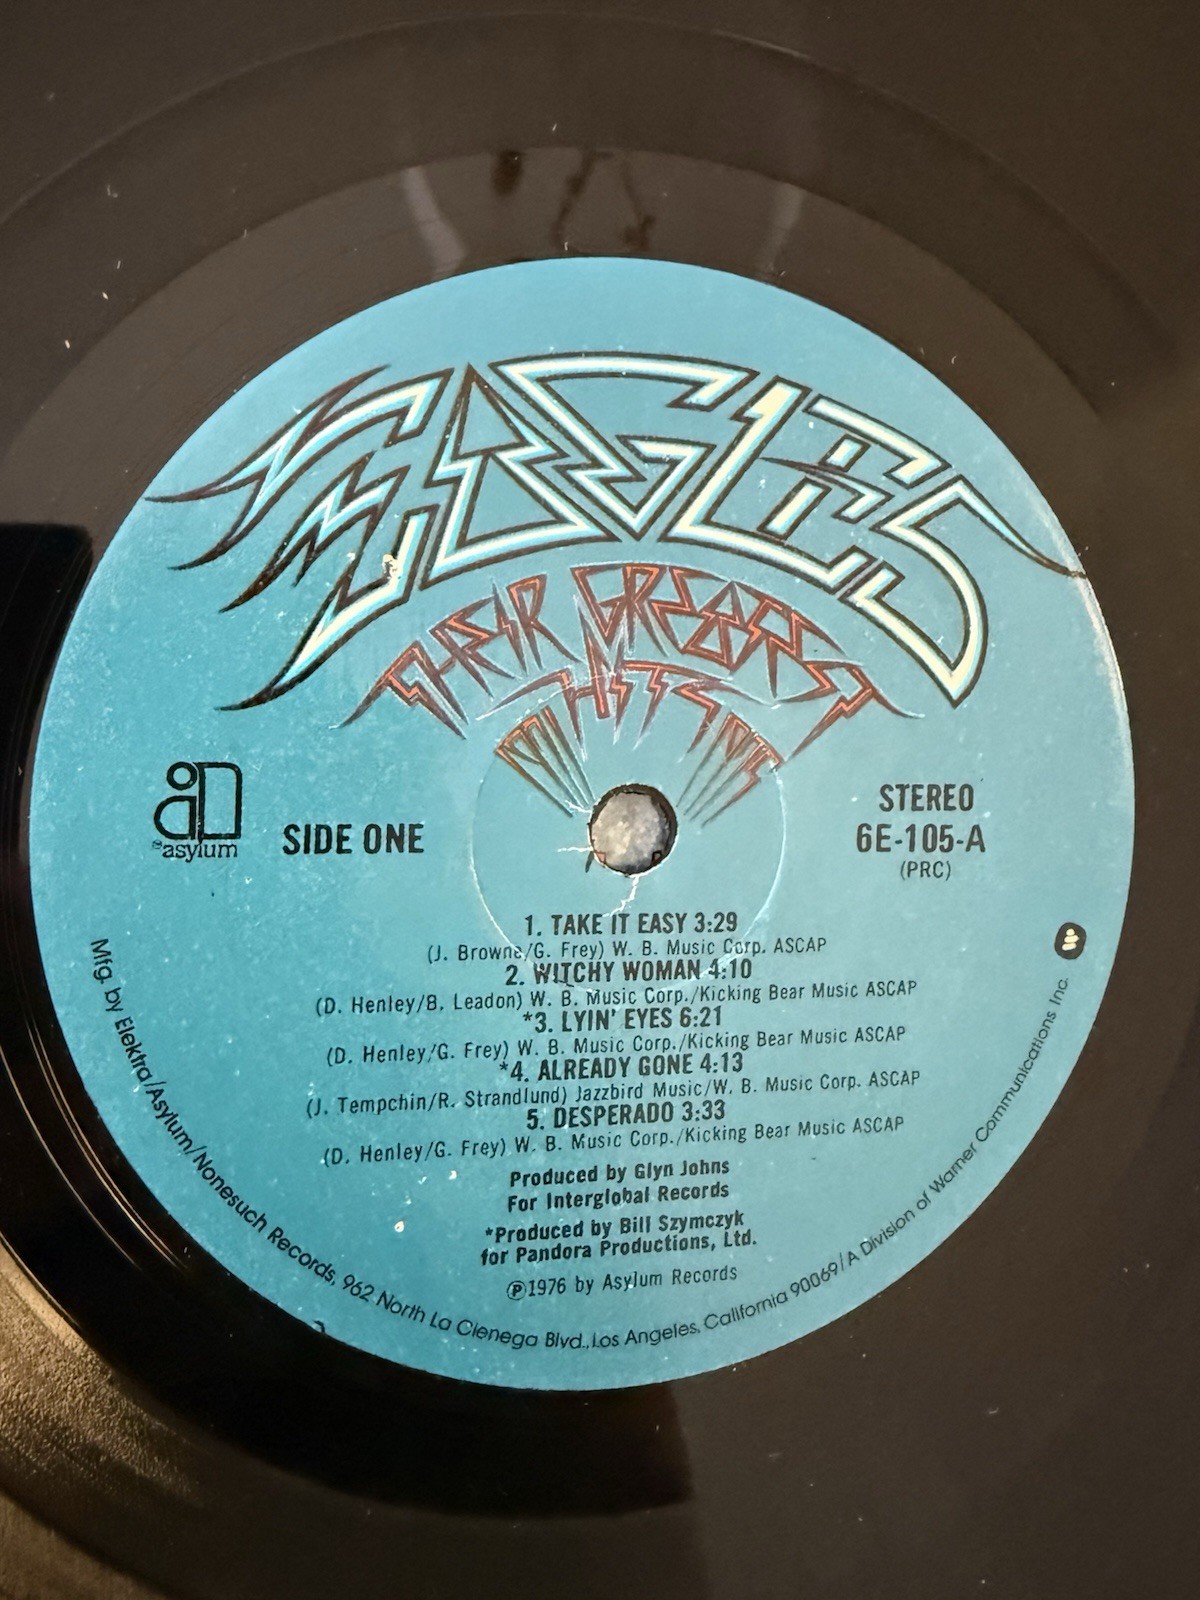 EAGLES
THEIR GREATEST
HITS
1971 1975
asylum
SIDE ONE
STEREO
6E-105-A
(PRC)
1. TAKE IT EASY 3:29
(J. Browne/G. Frey) W. B. Music Corp. ASCAP
2. WITCHY WOMAN 4:10
(D. Henley/B. Leadon) W. B. Music Corp./Kicking Bear Music ASCAP
*3. LYIN' EYES 6:21
(D. Henley/G. Frey) W. B. Music Corp./Kicking Bear Music ASCAP
*4. ALREADY GONE 4:13
(J. Tempchin/R. Strandlund) Jazzbird Music/W. B. Music Corp. ASCAP
5. DESPERADO 3:33
(D. Henley/G. Frey) W. B. Music Corp./Kicking Bear Music ASCAP
Produced by Glyn Johns
For Interglobal Records
*Produced by Bill Szymczyk
for Pandora Productions, Ltd.
℗1976 by Asylum Records
Mfg. by Elektra/Asylum/Nonesuch Records, 962 North La Cienega Blvd., Los Angeles, California 90069/A Division of Warner Communications Inc.